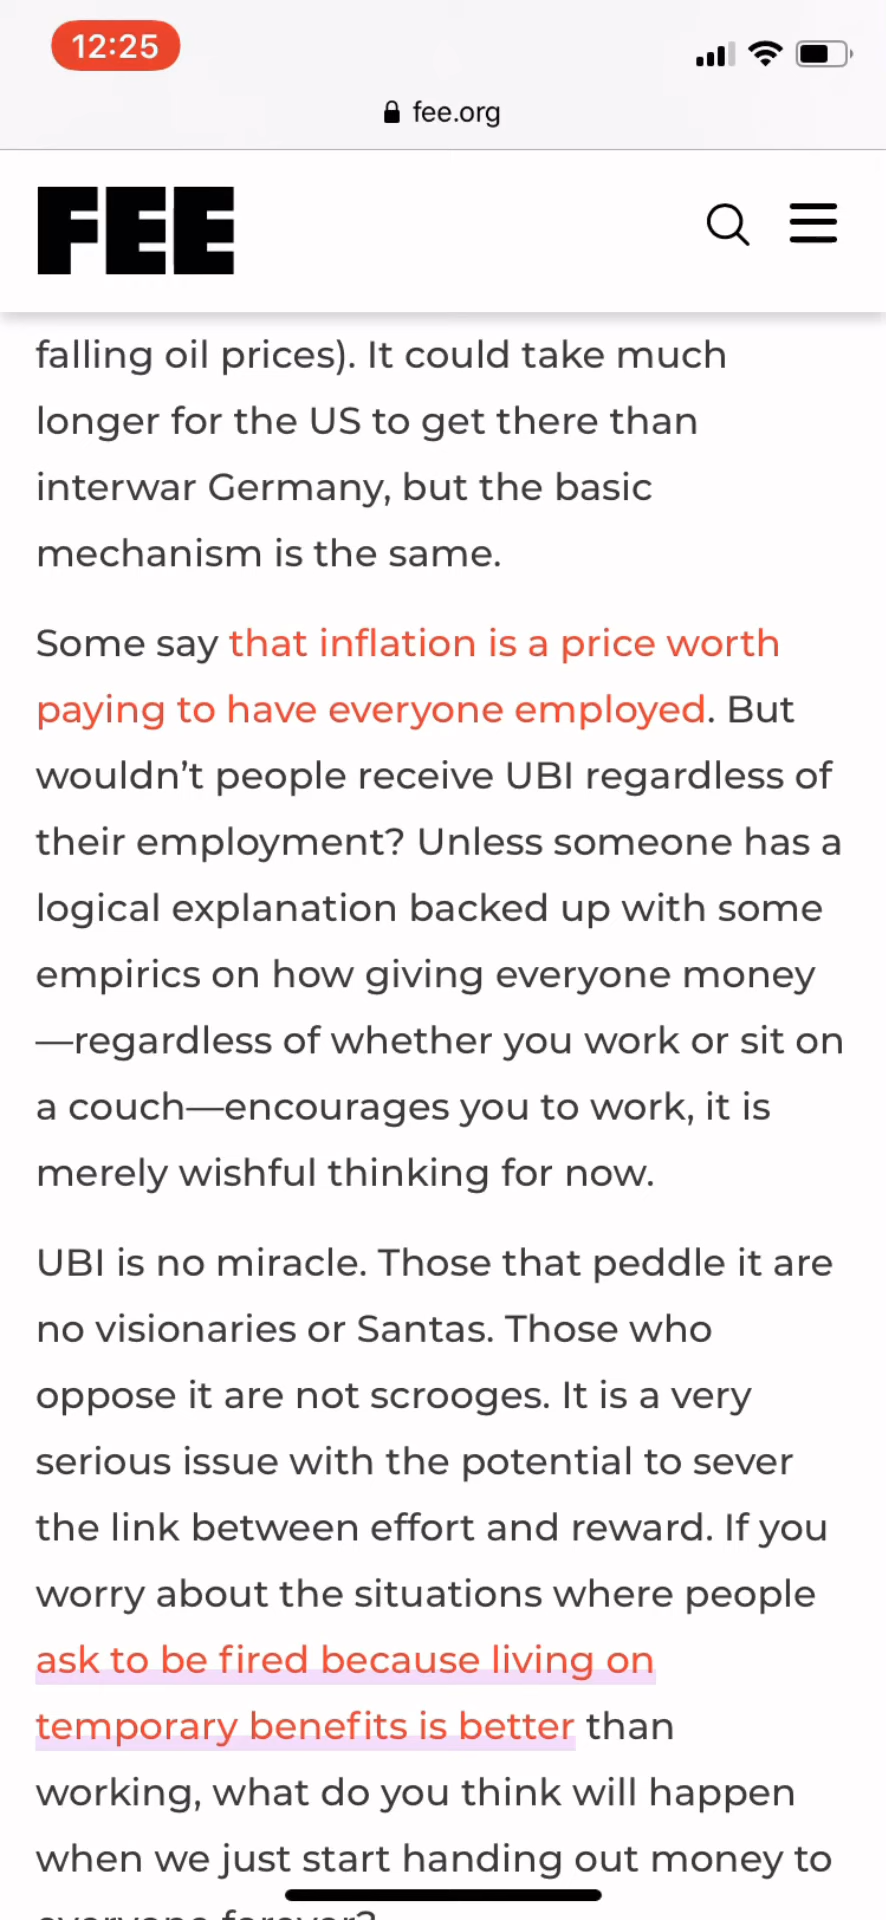 12:25
fee.org
FEE
falling oil prices). It could take much
longer for the US to get there than
interwar Germany, but the basic
mechanism is the same.
Some say that inflation is a price worth
paying to have everyone employed. But
wouldn’t people receive UBI regardless of
their employment? Unless someone has a
logical explanation backed up with some
empirics on how giving everyone money
—regardless of whether you work or sit on
a couch—encourages you to work, it is
merely wishful thinking for now.
UBI is no miracle. Those that peddle it are
no visionaries or Santas. Those who
oppose it are not scrooges. It is a very
serious issue with the potential to sever
the link between effort and reward. If you
worry about the situations where people
ask to be fired because living on
temporary benefits is better than
working, what do you think will happen
when we just start handing out money to
everyone forever?